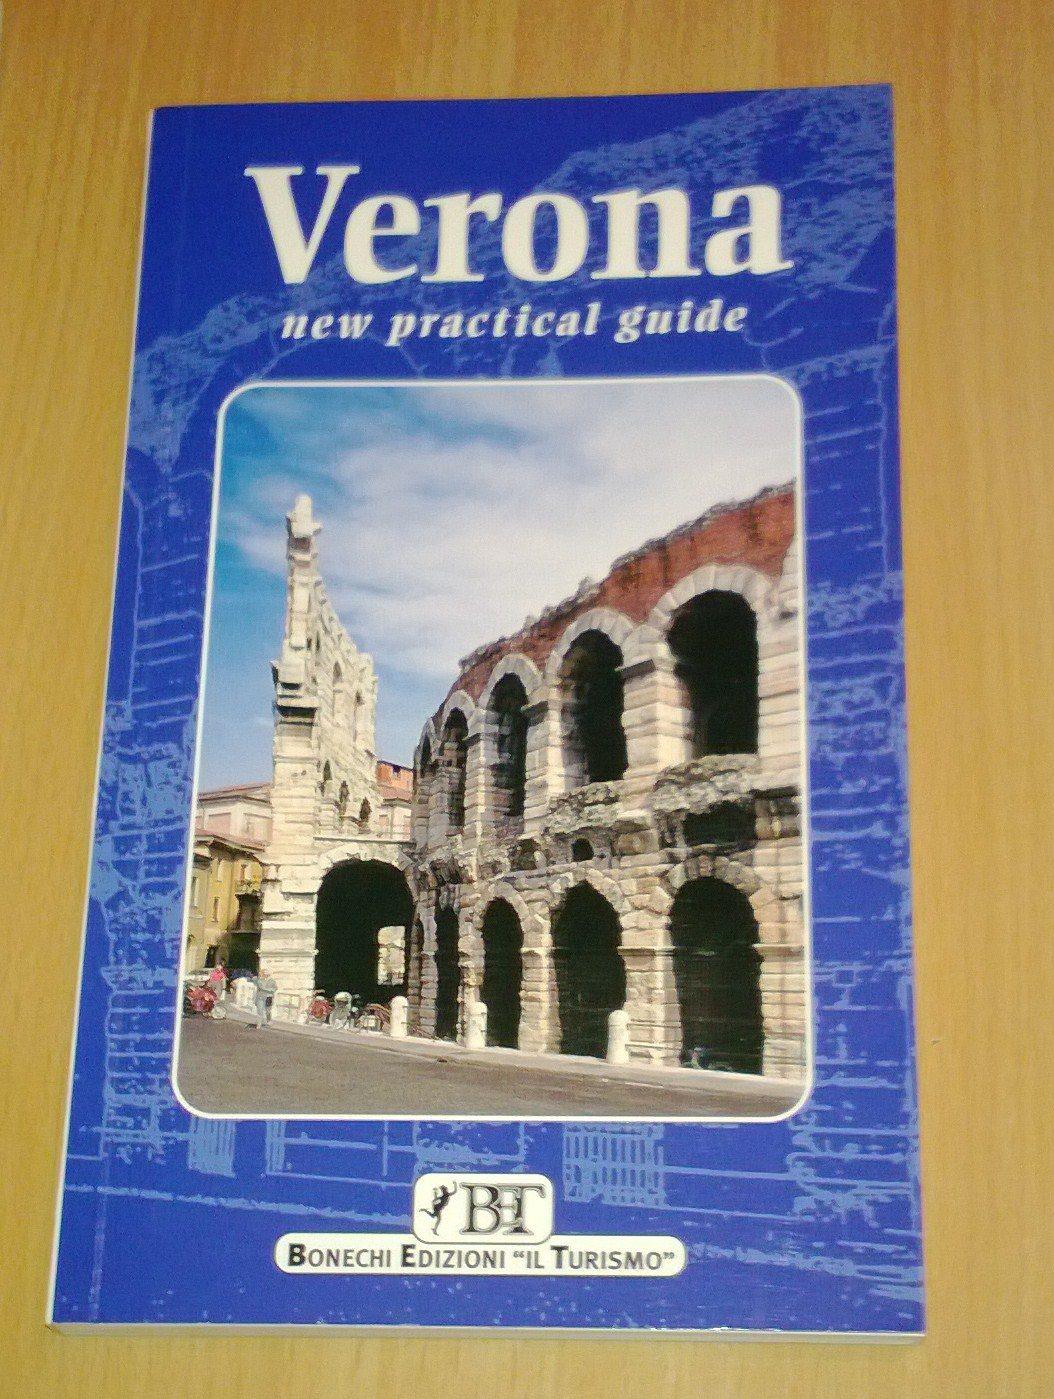 Verona
new practical guide
BET
BONECHI EDIZIONI “IL TURISMO”